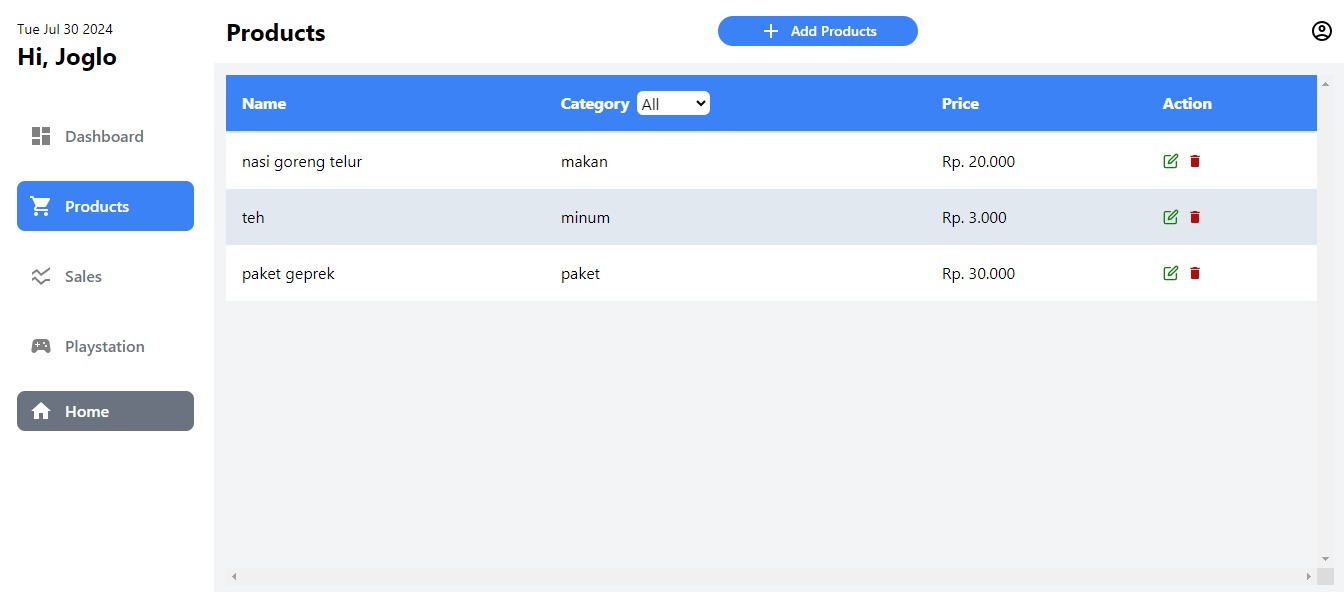 Tue Jul 30 2024
Hi, Joglo
Dashboard
Products
Sales
Playstation
Home
Products
Add Products
Name Category All Price Action
nasi goreng telur makan Rp. 20.000
teh minum Rp. 3.000
paket geprek paket Rp. 30.000